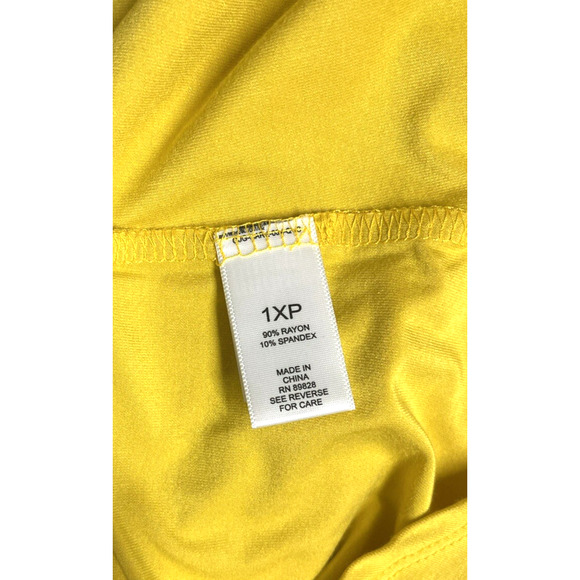 1XP
90% RAYON
10% SPANDEX
MADE IN
CHINA
RN 89828
SEE REVERSE
FOR CARE